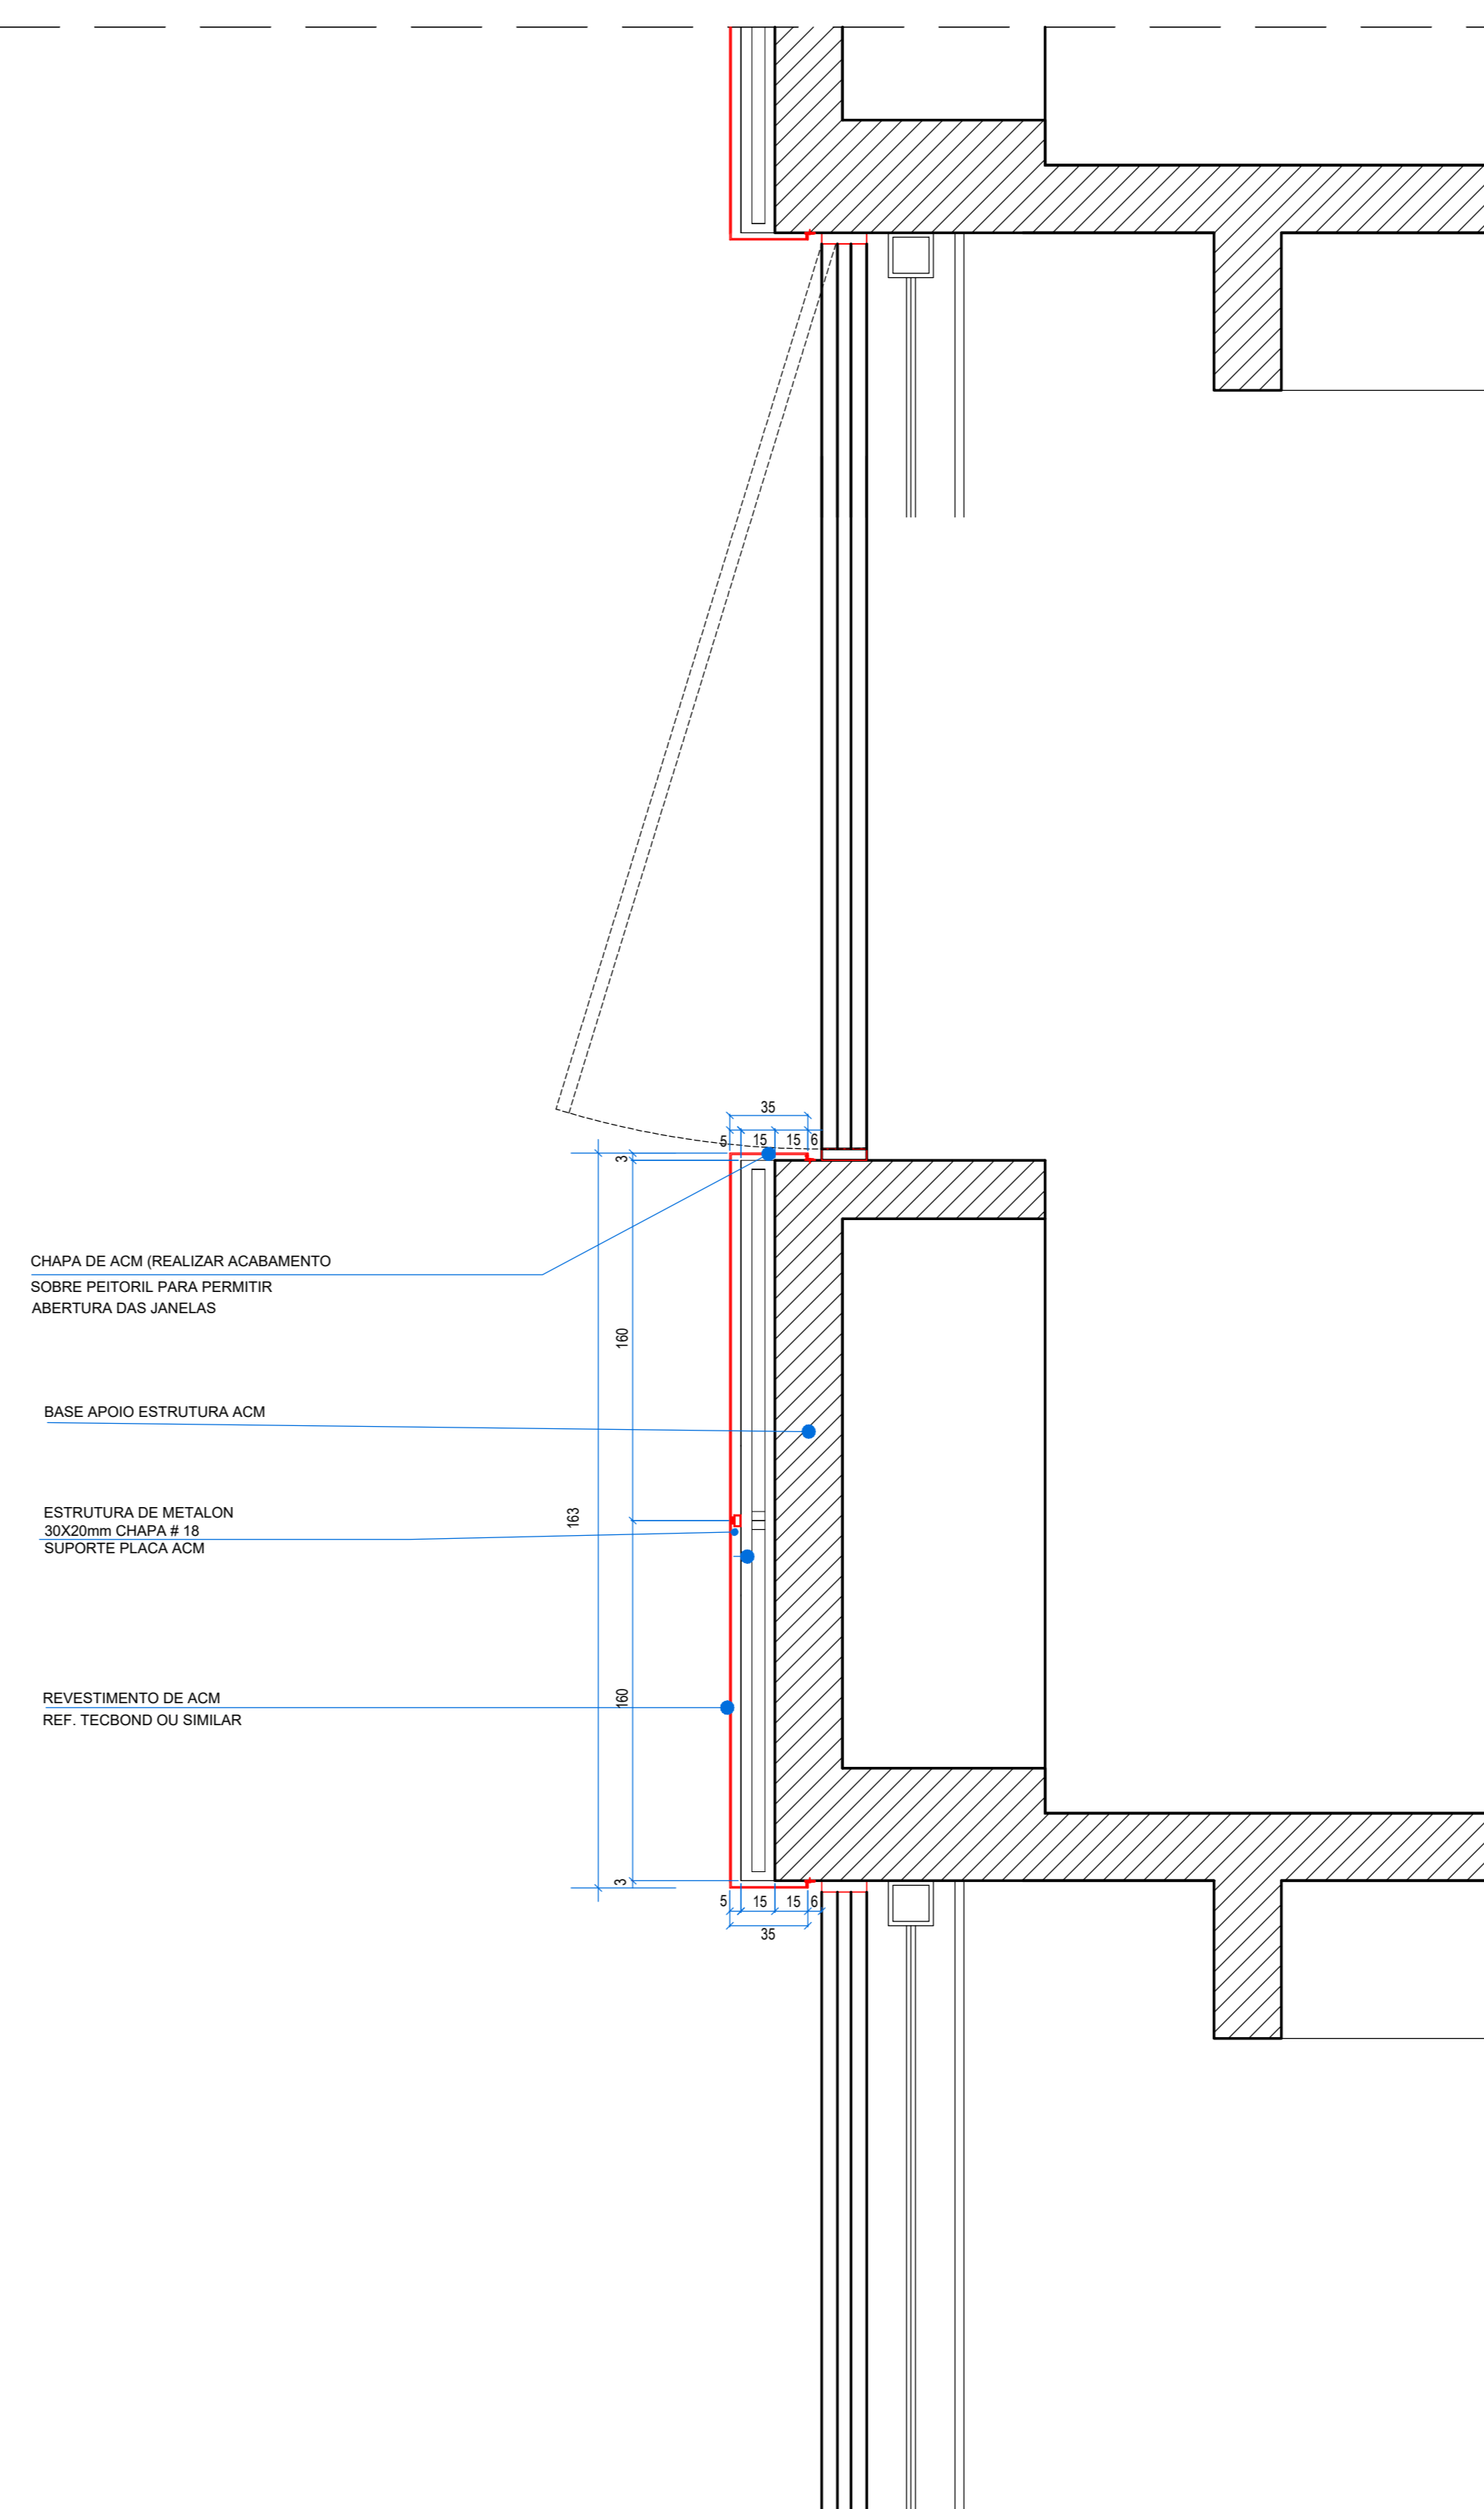 35
5
15
15
6
3
CHAPA DE ACM (REALIZAR ACABAMENTO
SOBRE PEITORIL PARA PERMITIR
ABERTURA DAS JANELAS
160
BASE APOIO ESTRUTURA ACM
163
ESTRUTURA DE METALON
30X20mm CHAPA # 18
SUPORTE PLACA ACM
160
REVESTIMENTO DE ACM
REF. TECBOND OU SIMILAR
3
5
15
15
6
35